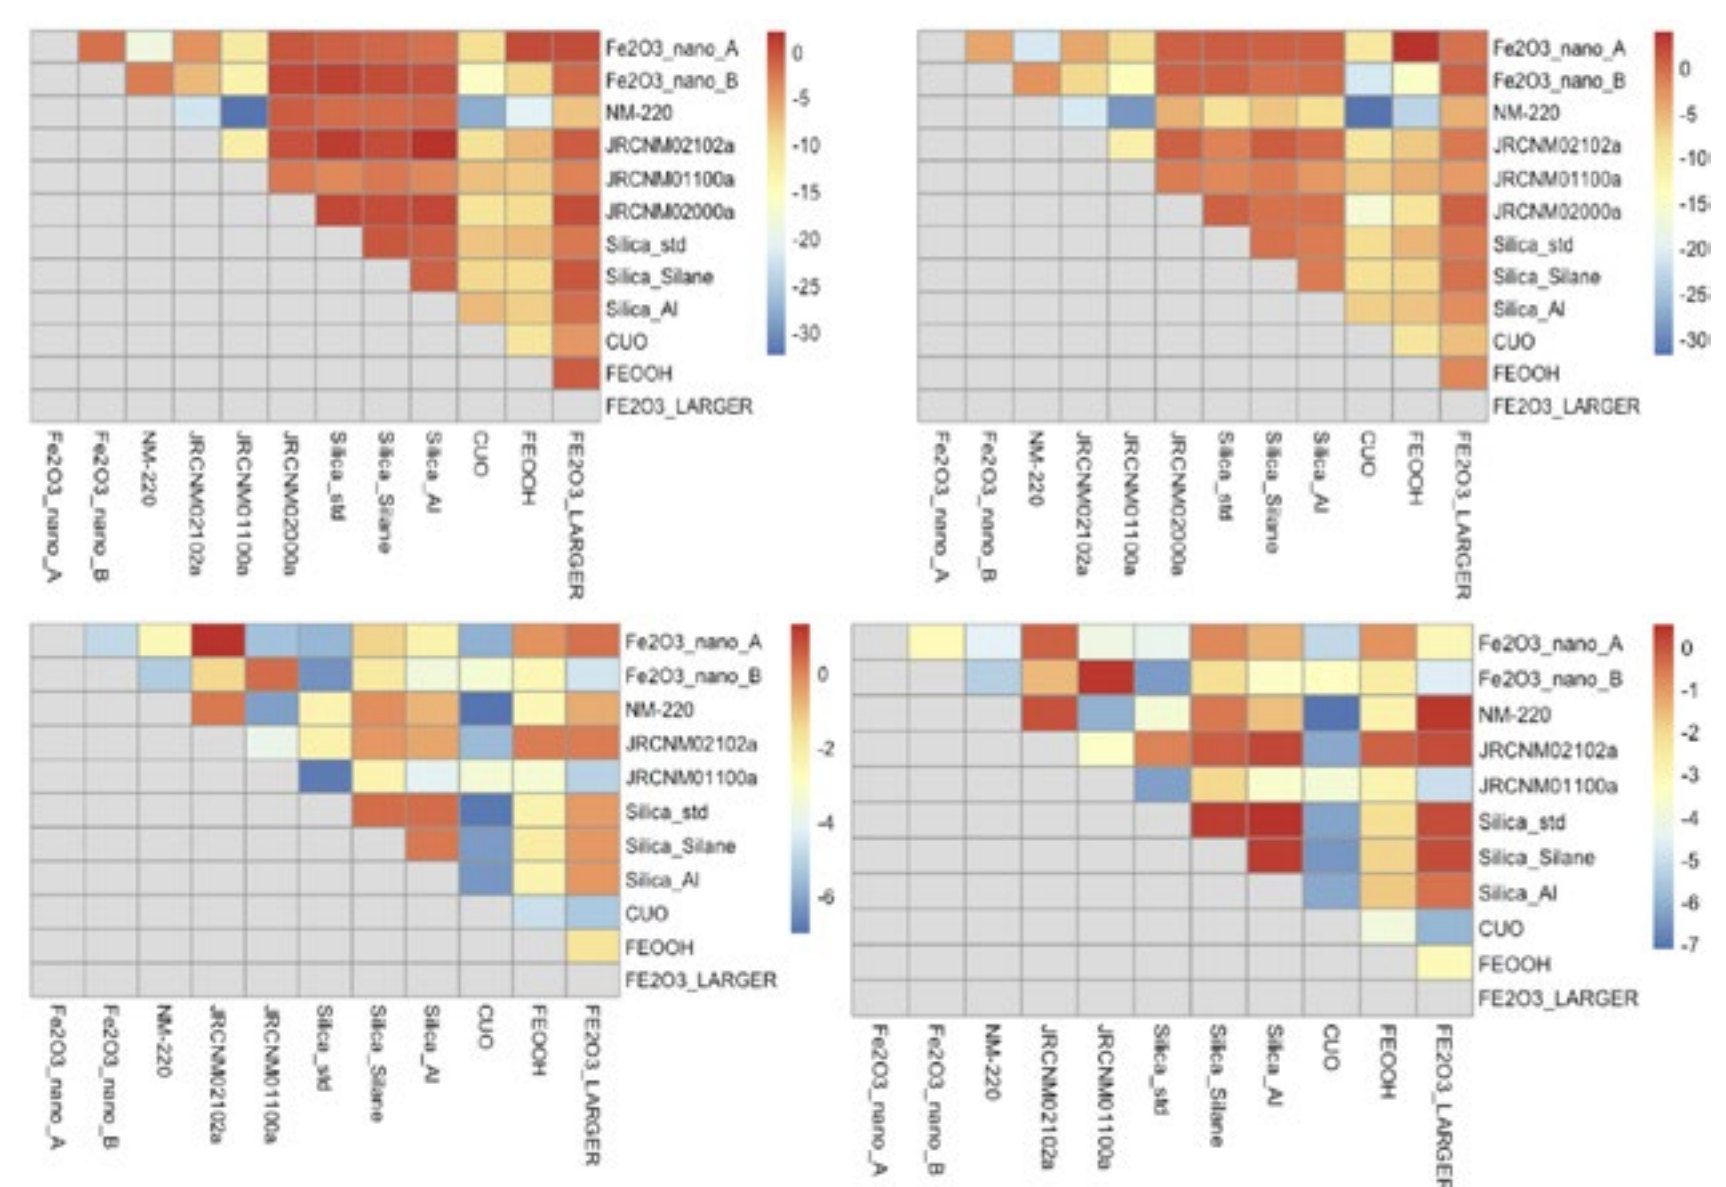 Fe2O3_nano_A
Fe2O3_nano_B
NM-220
JRCNM02102a
JRCNM01100a
JRCNM02000a
Silica_std
Silica_Silane
Silica_Al
CUO
FEOOH
FE2O3_LARGER
0
-5
-10
-15
-20
-25
-30
Fe2O3_nano_A
Fe2O3_nano_B
NM-220
JRCNM02102a
JRCNM01100a
JRCNM02000a
Silica_std
Silica_Silane
Silica_Al
CUO
FEOOH
FE2O3_LARGER
Fe2O3_nano_A
Fe2O3_nano_B
NM-220
JRCNM02102a
JRCNM01100a
JRCNM02000a
Silica_std
Silica_Silane
Silica_Al
CUO
FEOOH
FE2O3_LARGER
0
-5
-10
-15
-20
-25
-30
Fe2O3_nano_A
Fe2O3_nano_B
NM-220
JRCNM02102a
JRCNM01100a
JRCNM02000a
Silica_std
Silica_Silane
Silica_Al
CUO
FEOOH
FE2O3_LARGER
Fe2O3_nano_A
Fe2O3_nano_B
NM-220
JRCNM02102a
JRCNM01100a
Silica_std
Silica_Silane
Silica_Al
CUO
FEOOH
FE2O3_LARGER
0
-2
-4
-6
Fe2O3_nano_A
Fe2O3_nano_B
NM-220
JRCNM02102a
JRCNM01100a
Silica_std
Silica_Silane
Silica_Al
CUO
FEOOH
FE2O3_LARGER
Fe2O3_nano_A
Fe2O3_nano_B
NM-220
JRCNM02102a
JRCNM01100a
Silica_std
Silica_Silane
Silica_Al
CUO
FEOOH
FE2O3_LARGER
0
-1
-2
-3
-4
-5
-6
-7
Fe2O3_nano_A
Fe2O3_nano_B
NM-220
JRCNM02102a
JRCNM01100a
Silica_std
Silica_Silane
Silica_Al
CUO
FEOOH
FE2O3_LARGER